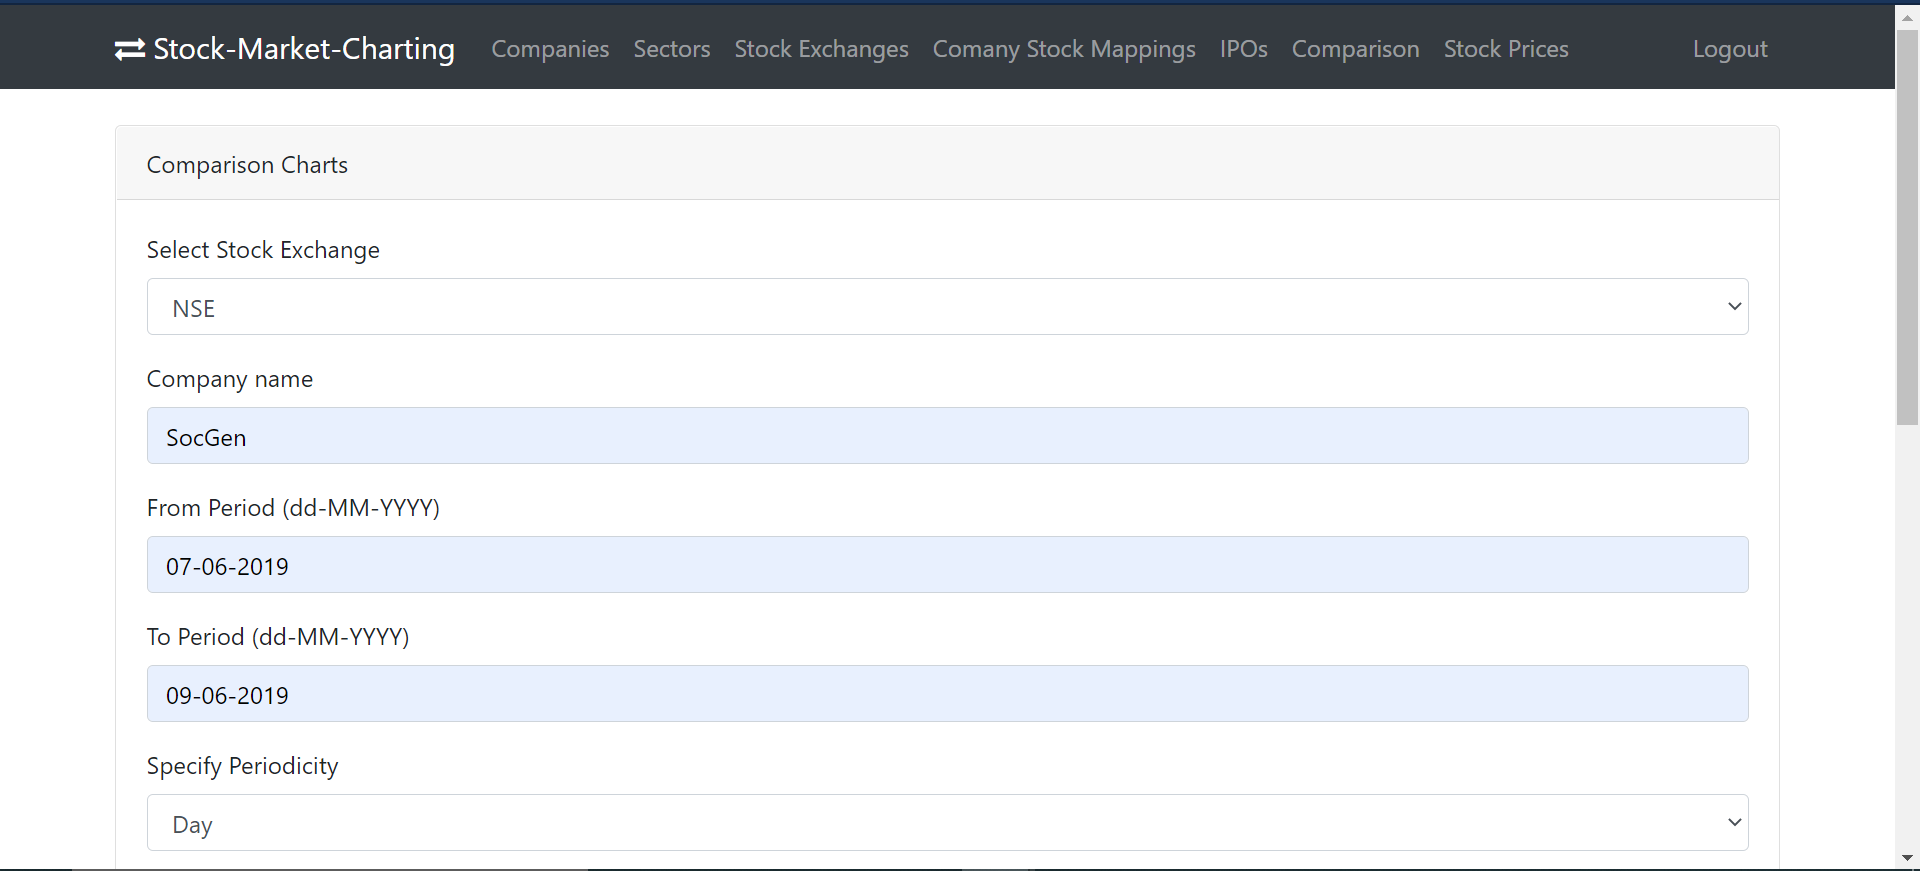 Stock-Market-Charting Companies Sectors Stock Exchanges Comany Stock Mappings IPOs Comparison Stock Prices Logout
Comparison Charts
Select Stock Exchange
NSE
Company name
SocGen
From Period (dd-MM-YYYY)
07-06-2019
To Period (dd-MM-YYYY)
09-06-2019
Specify Periodicity
Day